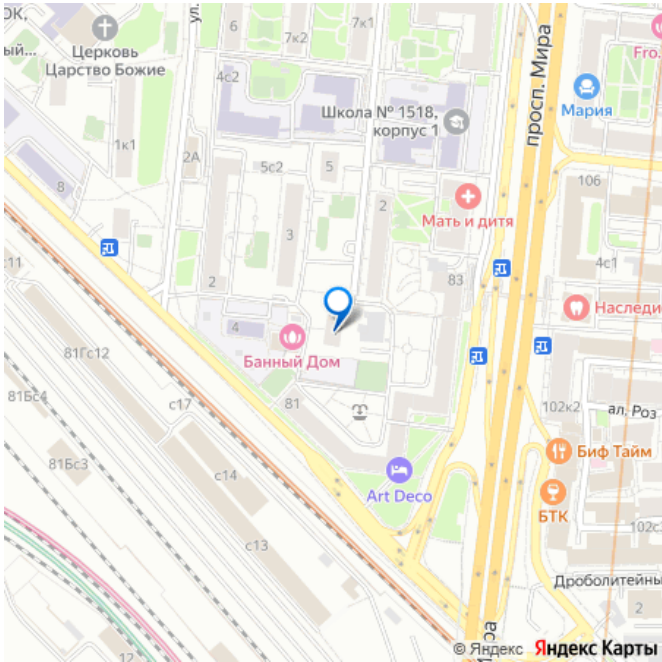 ОК,
ул.
6
7к2
7к1
Fro.
ный...
Церковь
Царство Божие
4с2
Школа № 1518,
корпус 1
просп. Мира
Мария
1к1
2А
5с2
5
106
8
2
Мать и дитя
3
2
83
4с1
с11
4
Наследи
81Гс12
Банный Дом
81Бс4
с17
81
102к2
ал. Роз
Биф Тайм
81Бс3
с14
Art Deco
БТК
с13
102с
Дроболитейны
2
12
ира
© Яндекс Яндекс Карты